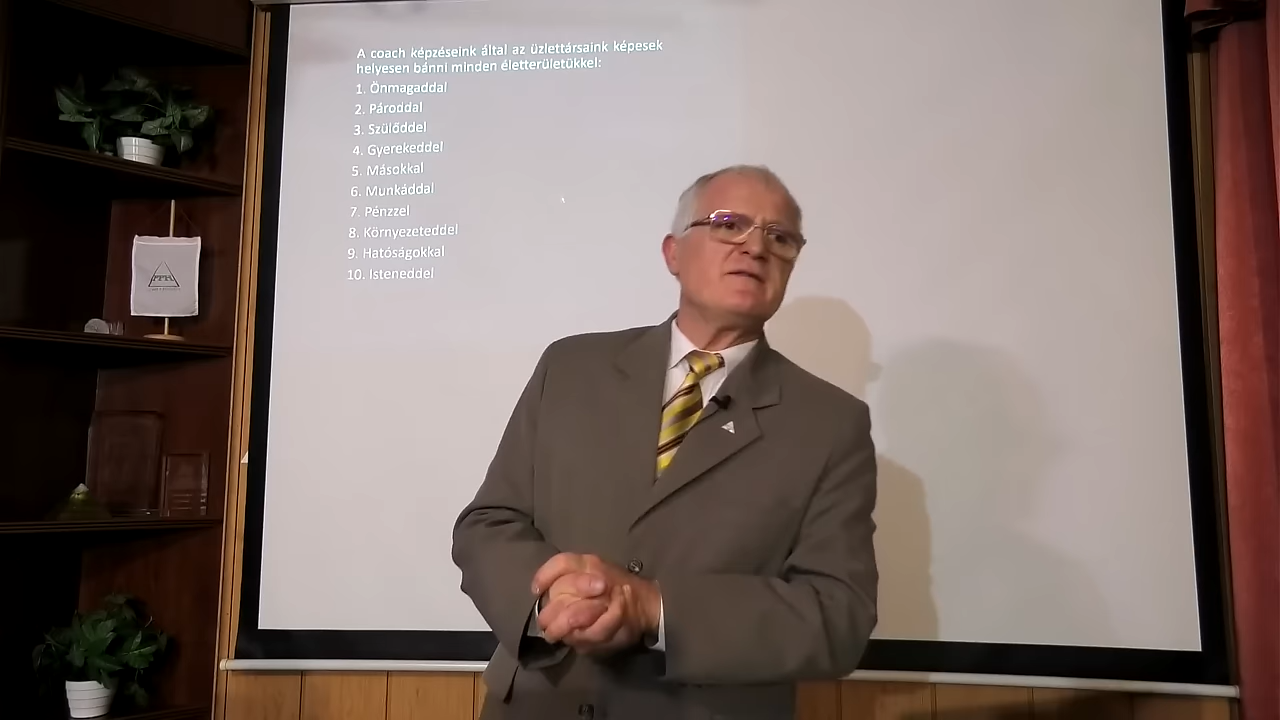 A coach képzéseink által az üzlettársaink képesek
helyesen bánni minden életterületükkel:
1. Önmagaddal
2. Pároddal
3. Szülőddel
4. Gyerekeddel
5. Másokkal
6. Munkáddal
7. Pénzzel
8. Környezeteddel
9. Hatóságokkal
10. Isteneddel